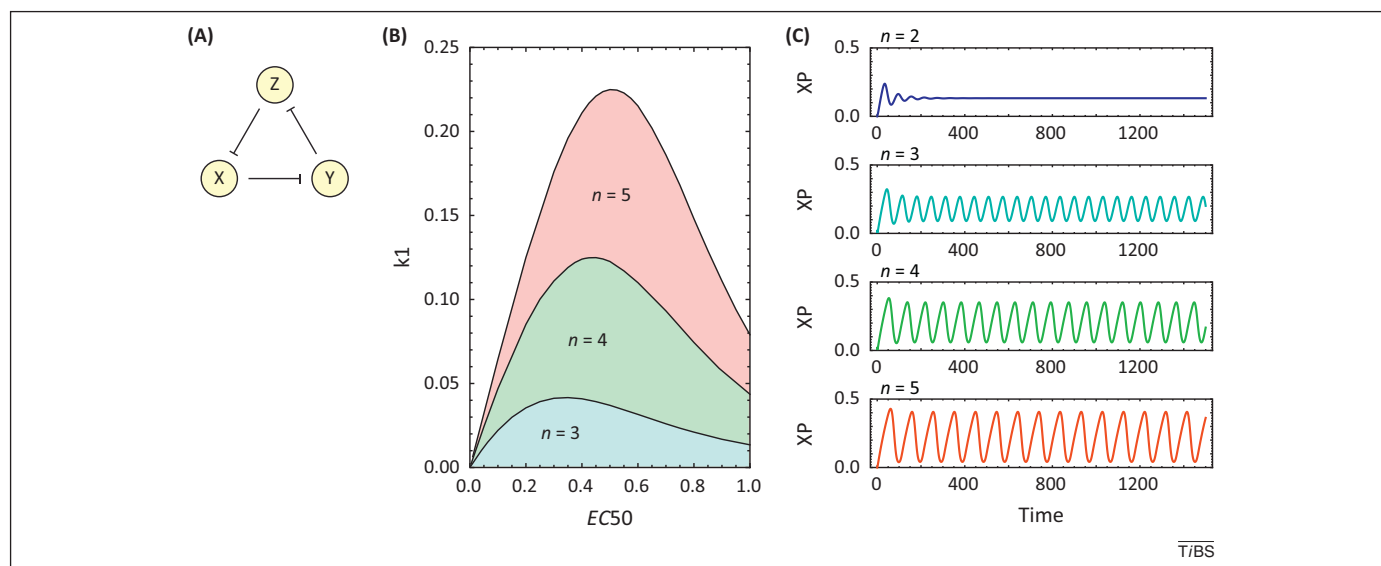 (A)
Z
X
Y
(B)
0.25
0.20
0.15
0.10
0.05
0.00
k1
n = 5
n = 4
n = 3
0.0 0.2 0.4 0.6 0.8 1.0
EC50
(C)
n = 2
0.5
XP
0.0
0 400 800 1200
n = 3
0.5
XP
0.0
0 400 800 1200
n = 4
0.5
XP
0.0
0 400 800 1200
n = 5
0.5
XP
0.0
0 400 800 1200
Time
TiBS